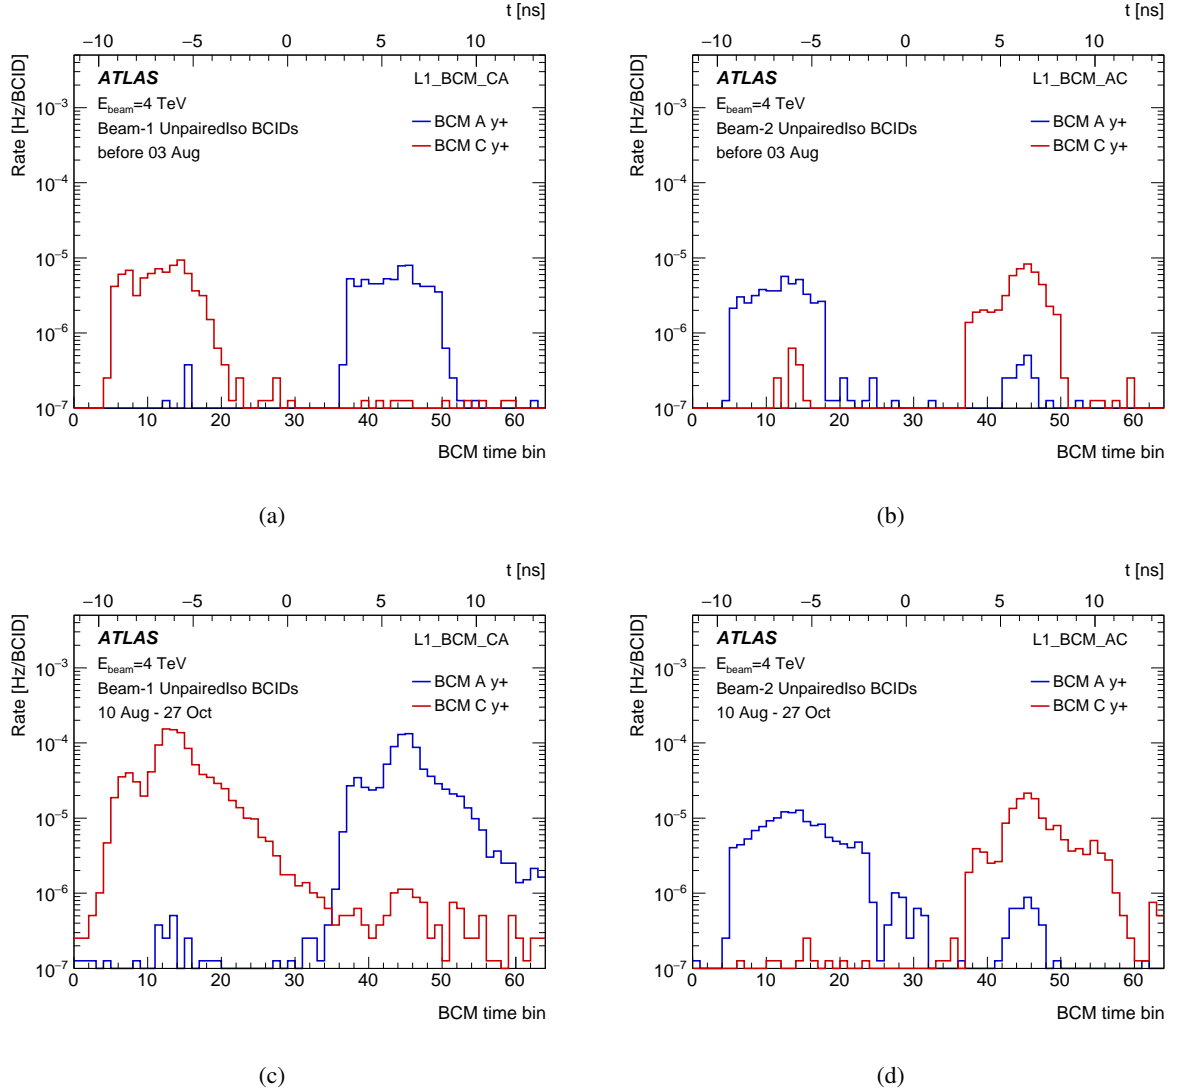 t [ns]
−10 −5 0 5 10
Rate [Hz/BCID]
ATLAS
L1_BCM_CA
E_beam=4 TeV
Beam-1 UnpairedIso BCIDs
before 03 Aug
BCM A y+
BCM C y+
10⁻³
10⁻⁴
10⁻⁵
10⁻⁶
10⁻⁷
0 10 20 30 40 50 60
BCM time bin
(a)
t [ns]
−10 −5 0 5 10
Rate [Hz/BCID]
ATLAS
L1_BCM_AC
E_beam=4 TeV
Beam-2 UnpairedIso BCIDs
before 03 Aug
BCM A y+
BCM C y+
10⁻³
10⁻⁴
10⁻⁵
10⁻⁶
10⁻⁷
0 10 20 30 40 50 60
BCM time bin
(b)
t [ns]
−10 −5 0 5 10
Rate [Hz/BCID]
ATLAS
L1_BCM_CA
E_beam=4 TeV
Beam-1 UnpairedIso BCIDs
10 Aug - 27 Oct
BCM A y+
BCM C y+
10⁻³
10⁻⁴
10⁻⁵
10⁻⁶
10⁻⁷
0 10 20 30 40 50 60
BCM time bin
(c)
t [ns]
−10 −5 0 5 10
Rate [Hz/BCID]
ATLAS
L1_BCM_AC
E_beam=4 TeV
Beam-2 UnpairedIso BCIDs
10 Aug - 27 Oct
BCM A y+
BCM C y+
10⁻³
10⁻⁴
10⁻⁵
10⁻⁶
10⁻⁷
0 10 20 30 40 50 60
BCM time bin
(d)